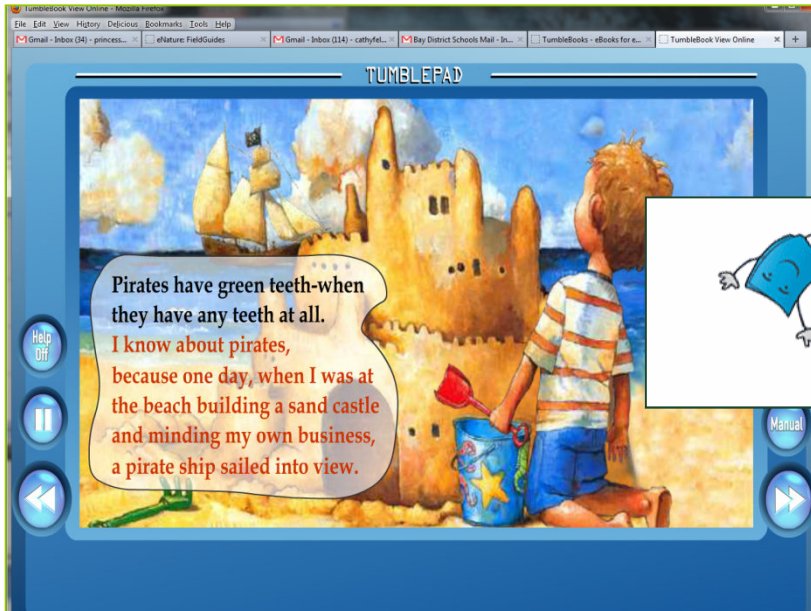 TumbleBook View Online - Mozilla Firefox
File Edit View History Delicious Bookmarks Tools Help
Gmail - Inbox (34) - princess... eNature: FieldGuides Gmail - Inbox (114) - cathyfel... Bay District Schools Mail - In... TumbleBooks - eBooks for e... TumbleBook View Online
TUMBLEPAD
Pirates have green teeth-when
they have any teeth at all.
I know about pirates,
because one day, when I was at
the beach building a sand castle
and minding my own business,
a pirate ship sailed into view.
Help
Off
Manual